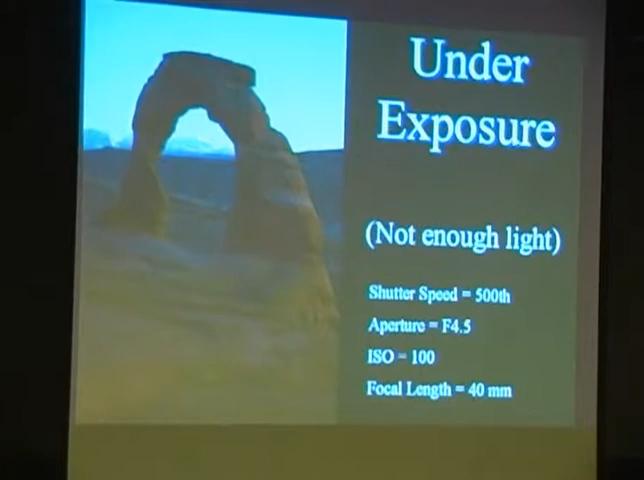 Under
Exposure
(Not enough light)
Shutter Speed = 500th
Aperture = F4.5
ISO = 100
Focal Length = 40 mm